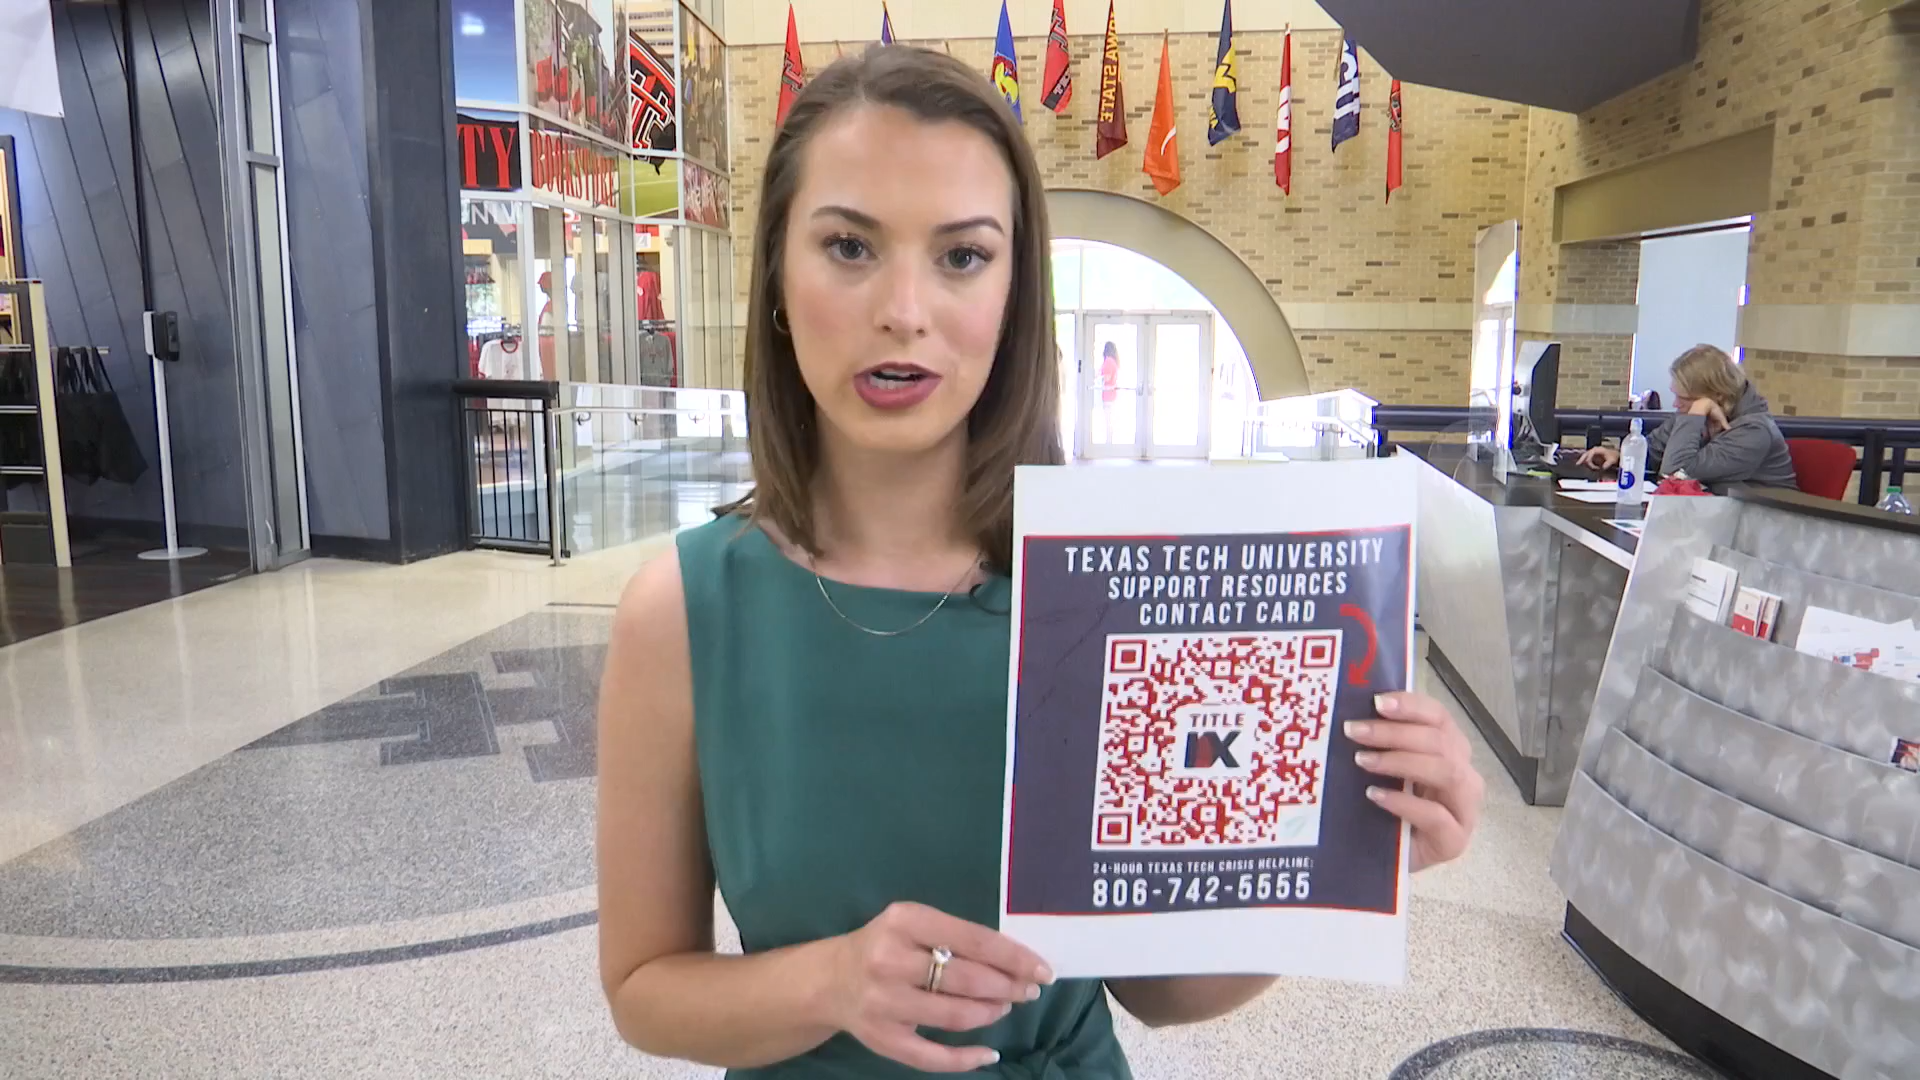 TY BOOKSTORE
IOWA STATE
TEXAS TECH UNIVERSITY
SUPPORT RESOURCES
CONTACT CARD
TITLE
IX
24-HOUR TEXAS TECH CRISIS HELPLINE:
806-742-5555